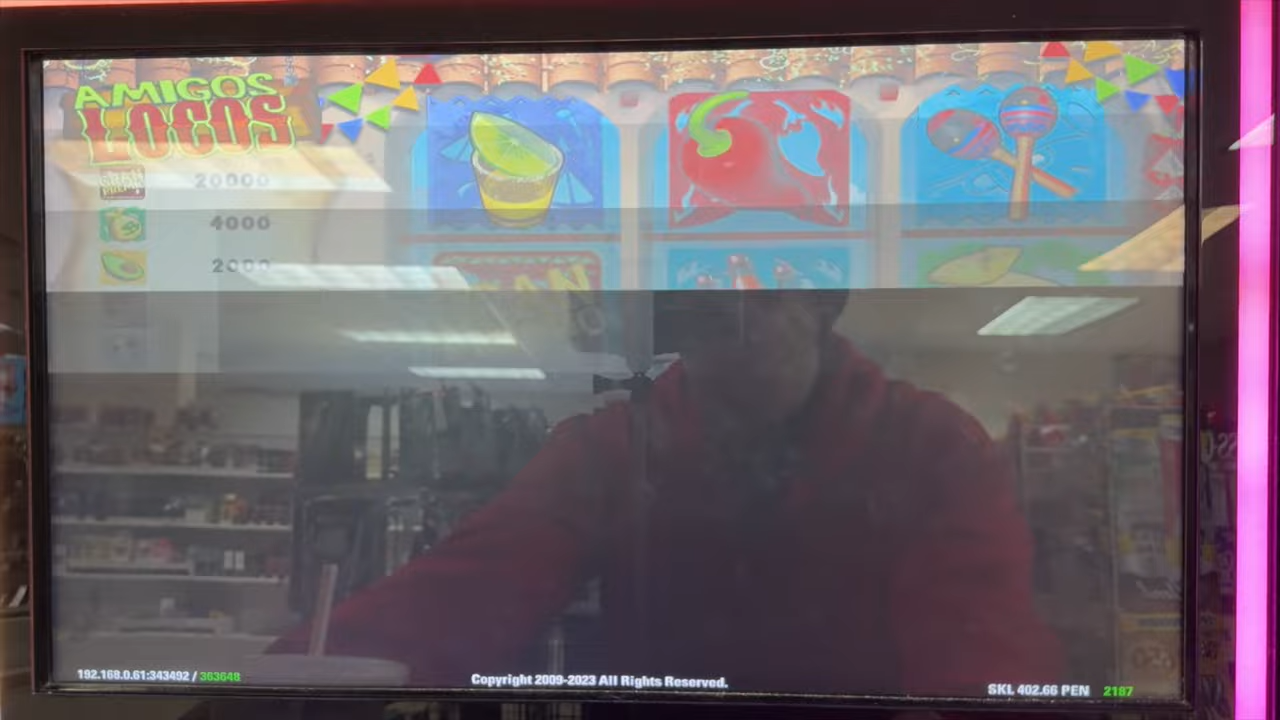 AMIGOS
LOCOS
20000
4000
2000
192.168.0.61:343492 / 363648
Copyright 2009-2023 All Rights Reserved.
SKL 402.66 PEN 2187